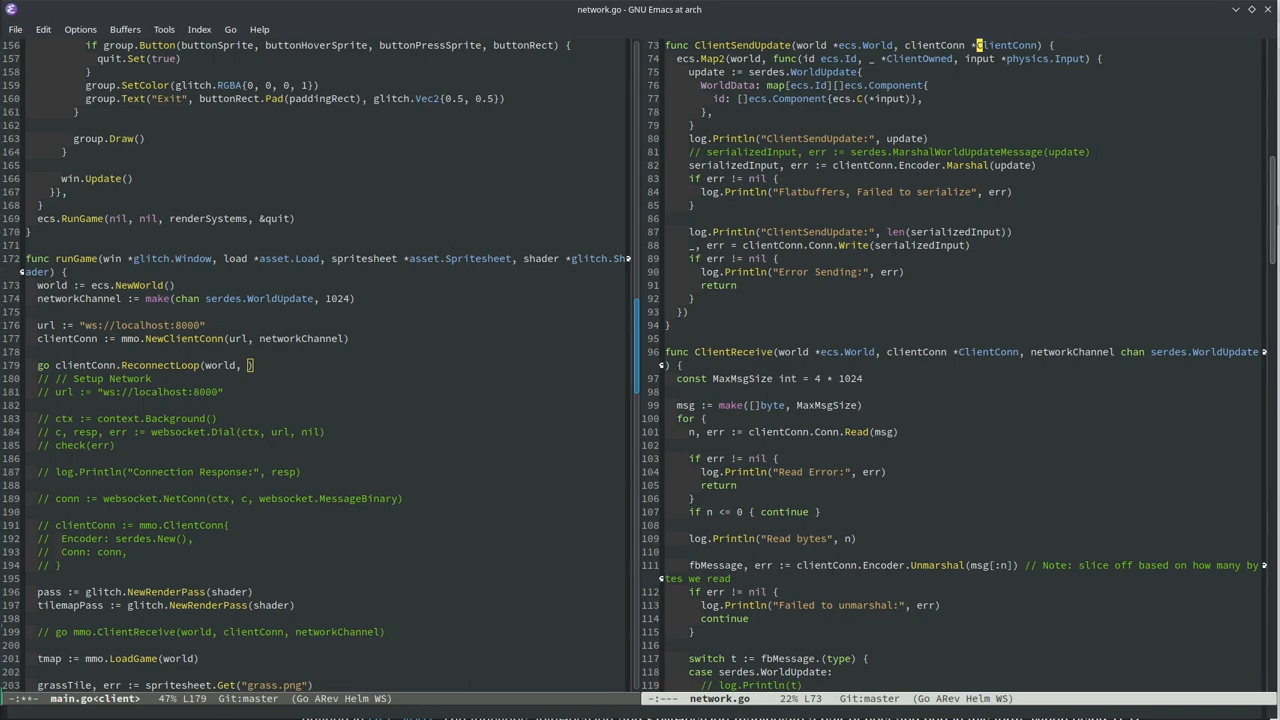 network.go - GNU Emacs at arch
File Edit Options Buffers Tools Index Go Help
156 if group.Button(buttonSprite, buttonHoverSprite, buttonPressSprite, buttonRect) {
157 quit.Set(true)
158 }
159 group.SetColor(glitch.RGBA{0, 0, 0, 1})
160 group.Text("Exit", buttonRect.Pad(paddingRect), glitch.Vec2{0.5, 0.5})
161 }
162
163 group.Draw()
164 }
165
166 win.Update()
167 }},
168 }
169 ecs.RunGame(nil, nil, renderSystems, &quit)
170 }
171
172 func runGame(win *glitch.Window, load *asset.Load, spritesheet *asset.Spritesheet, shader *glitch.Sh
ader) {
173 world := ecs.NewWorld()
174 networkChannel := make(chan serdes.WorldUpdate, 1024)
175
176 url := "ws://localhost:8000"
177 clientConn := mmo.NewClientConn(url, networkChannel)
178
179 go clientConn.ReconnectLoop(world, )
180 // // Setup Network
181 // url := "ws://localhost:8000"
182
183 // ctx := context.Background()
184 // c, resp, err := websocket.Dial(ctx, url, nil)
185 // check(err)
186
187 // log.Println("Connection Response:", resp)
188
189 // conn := websocket.NetConn(ctx, c, websocket.MessageBinary)
190
191 // clientConn := mmo.ClientConn{
192 // Encoder: serdes.New(),
193 // Conn: conn,
194 // }
195
196 pass := glitch.NewRenderPass(shader)
197 tilemapPass := glitch.NewRenderPass(shader)
198
199 // go mmo.ClientReceive(world, clientConn, networkChannel)
200
201 tmap := mmo.LoadGame(world)
202
203 grassTile, err := spritesheet.Get("grass.png")
-:**- main.go<client> 47% L179 Git:master (Go ARev Helm WS)
73 func ClientSendUpdate(world *ecs.World, clientConn *ClientConn) {
74 ecs.Map2(world, func(id ecs.Id, _ *ClientOwned, input *physics.Input) {
75 update := serdes.WorldUpdate{
76 WorldData: map[ecs.Id][]ecs.Component{
77 id: []ecs.Component{ecs.C(*input)},
78 },
79 }
80 log.Println("ClientSendUpdate:", update)
81 // serializedInput, err := serdes.MarshalWorldUpdateMessage(update)
82 serializedInput, err := clientConn.Encoder.Marshal(update)
83 if err != nil {
84 log.Println("Flatbuffers, Failed to serialize", err)
85 }
86
87 log.Println("ClientSendUpdate:", len(serializedInput))
88 _, err = clientConn.Conn.Write(serializedInput)
89 if err != nil {
90 log.Println("Error Sending:", err)
91 return
92 }
93 })
94 }
95
96 func ClientReceive(world *ecs.World, clientConn *ClientConn, networkChannel chan serdes.WorldUpdate
) {
97 const MaxMsgSize int = 4 * 1024
98
99 msg := make([]byte, MaxMsgSize)
100 for {
101 n, err := clientConn.Conn.Read(msg)
102
103 if err != nil {
104 log.Println("Read Error:", err)
105 return
106 }
107 if n <= 0 { continue }
108
109 log.Println("Read bytes", n)
110
111 fbMessage, err := clientConn.Encoder.Unmarshal(msg[:n]) // Note: slice off based on how many by
tes we read
112 if err != nil {
113 log.Println("Failed to unmarshal:", err)
114 continue
115 }
116
117 switch t := fbMessage.(type) {
118 case serdes.WorldUpdate:
119 // log.Println(t)
-:--- network.go 22% L73 Git:master (Go ARev Helm WS)